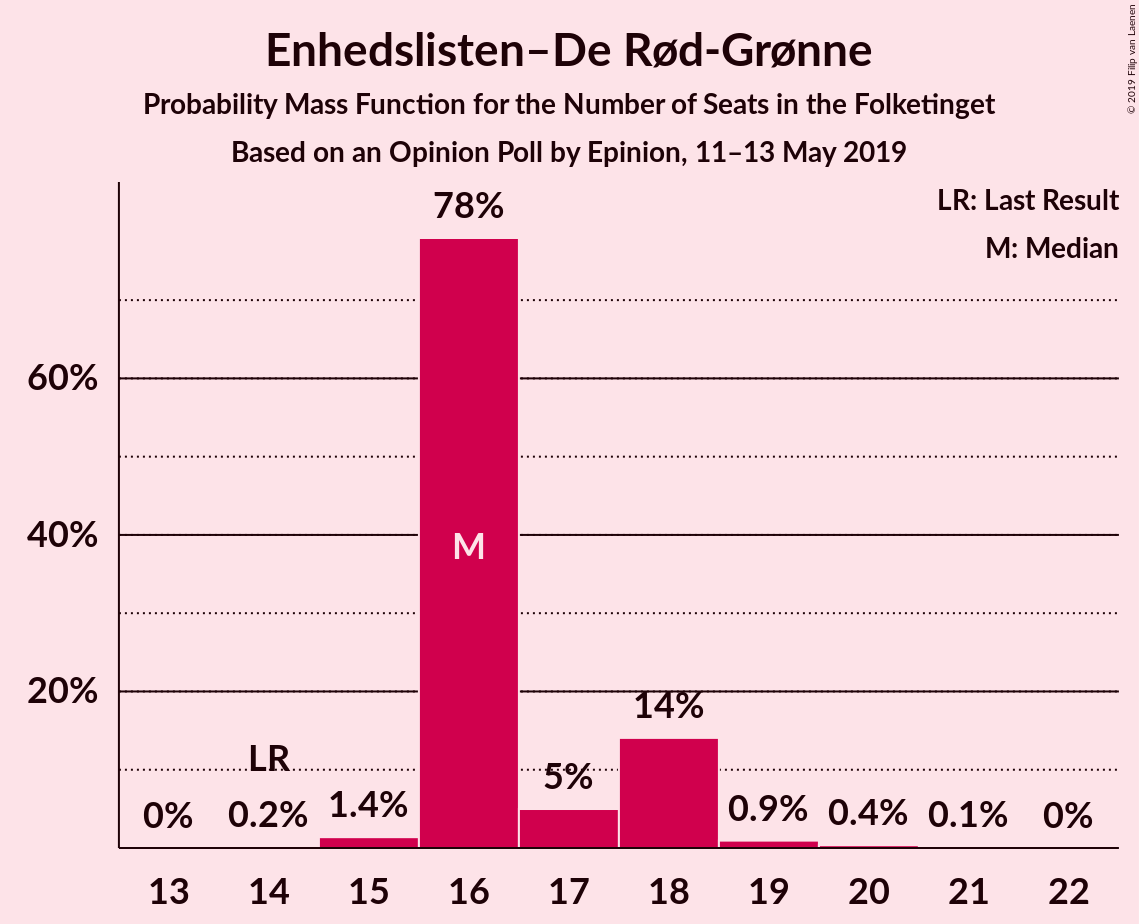 Enhedslisten–De Rød-Grønne
Probability Mass Function for the Number of Seats in the Folketinget
Based on an Opinion Poll by Epinion, 11–13 May 2019
© 2019 Filip van Laenen
LR: Last Result
M: Median
78%
60%
40%
20%
M
LR
0%
0.2%
1.4%
5%
14%
0.9%
0.4%
0.1%
0%
13 14 15 16 17 18 19 20 21 22